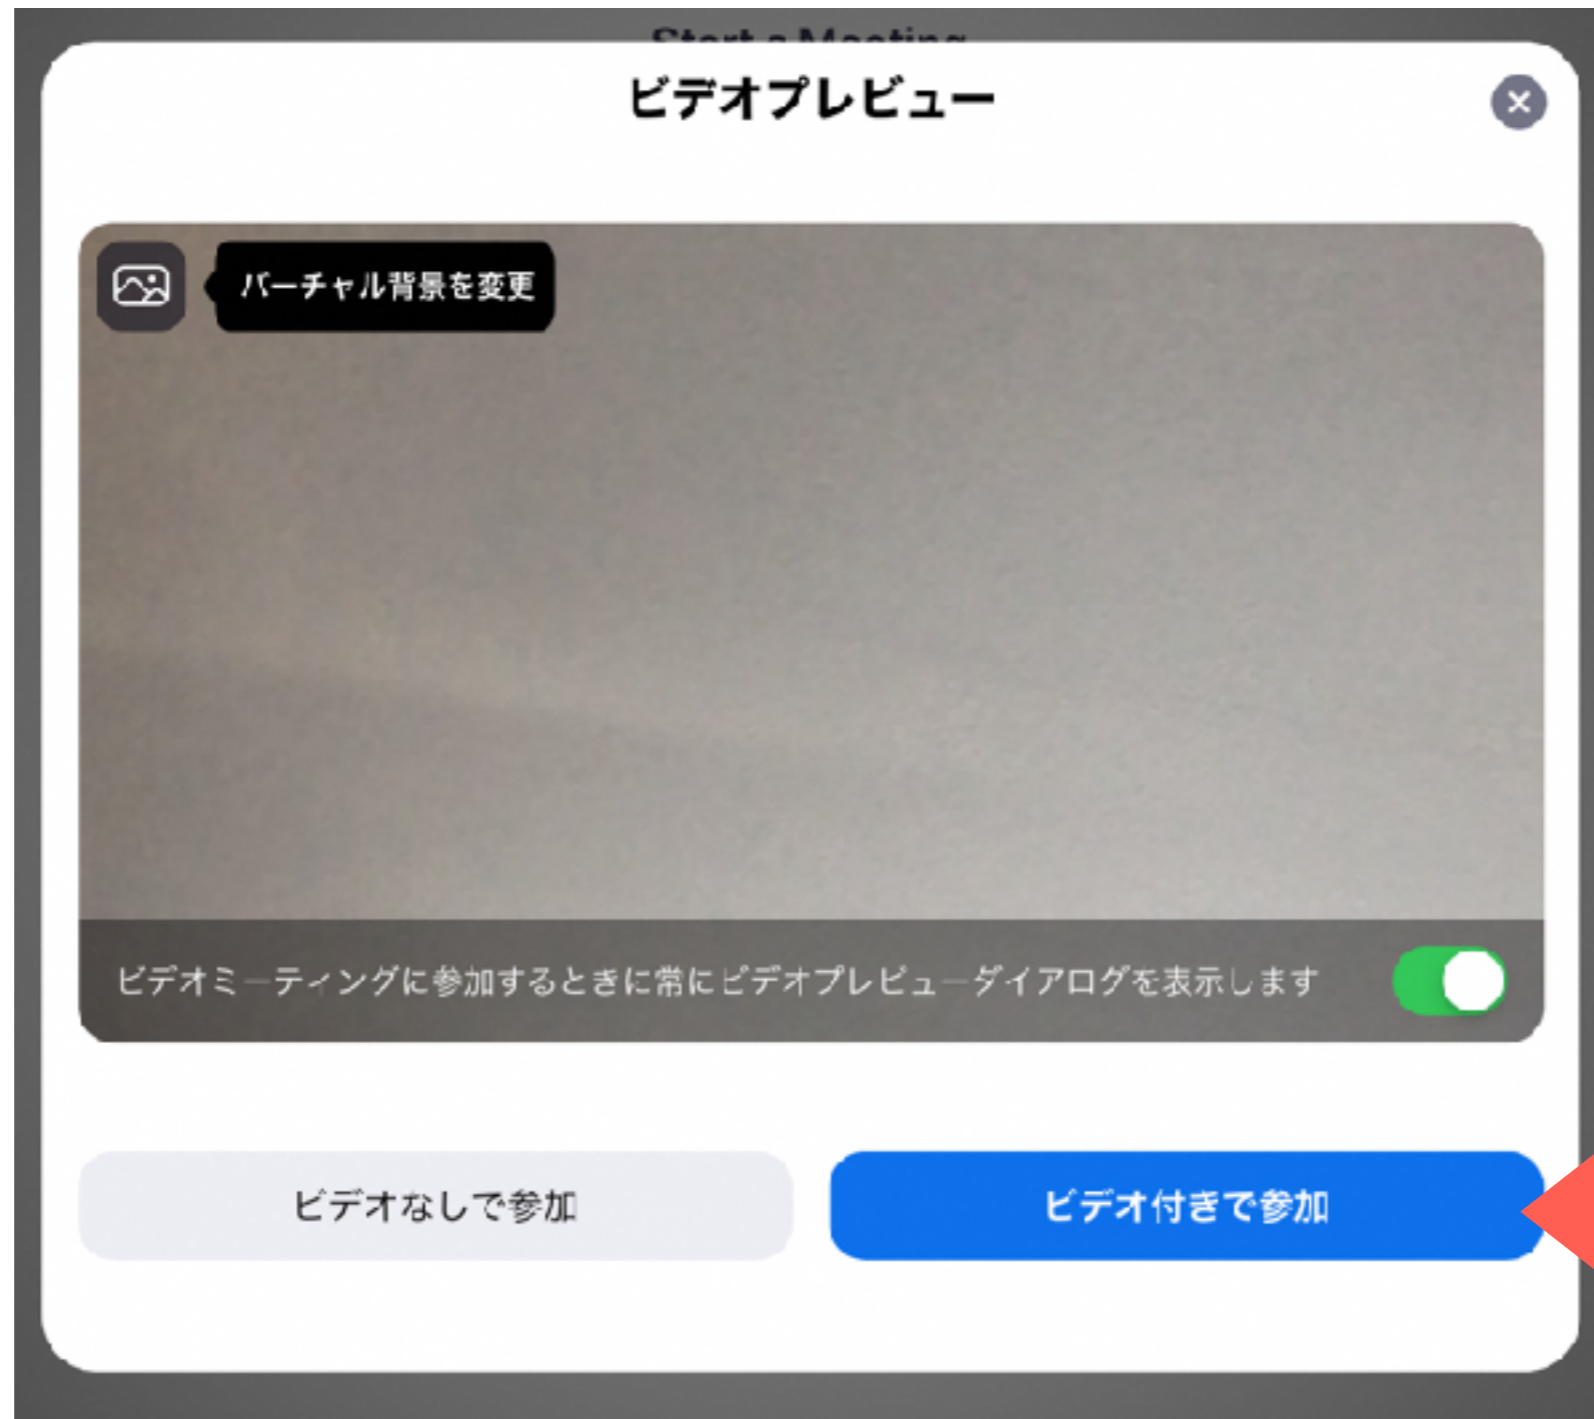 Start a Meeting
ビデオプレビュー
バーチャル背景を変更
ビデオミーティングに参加するときに常にビデオプレビューダイアログを表示します
ビデオなしで参加
ビデオ付きで参加